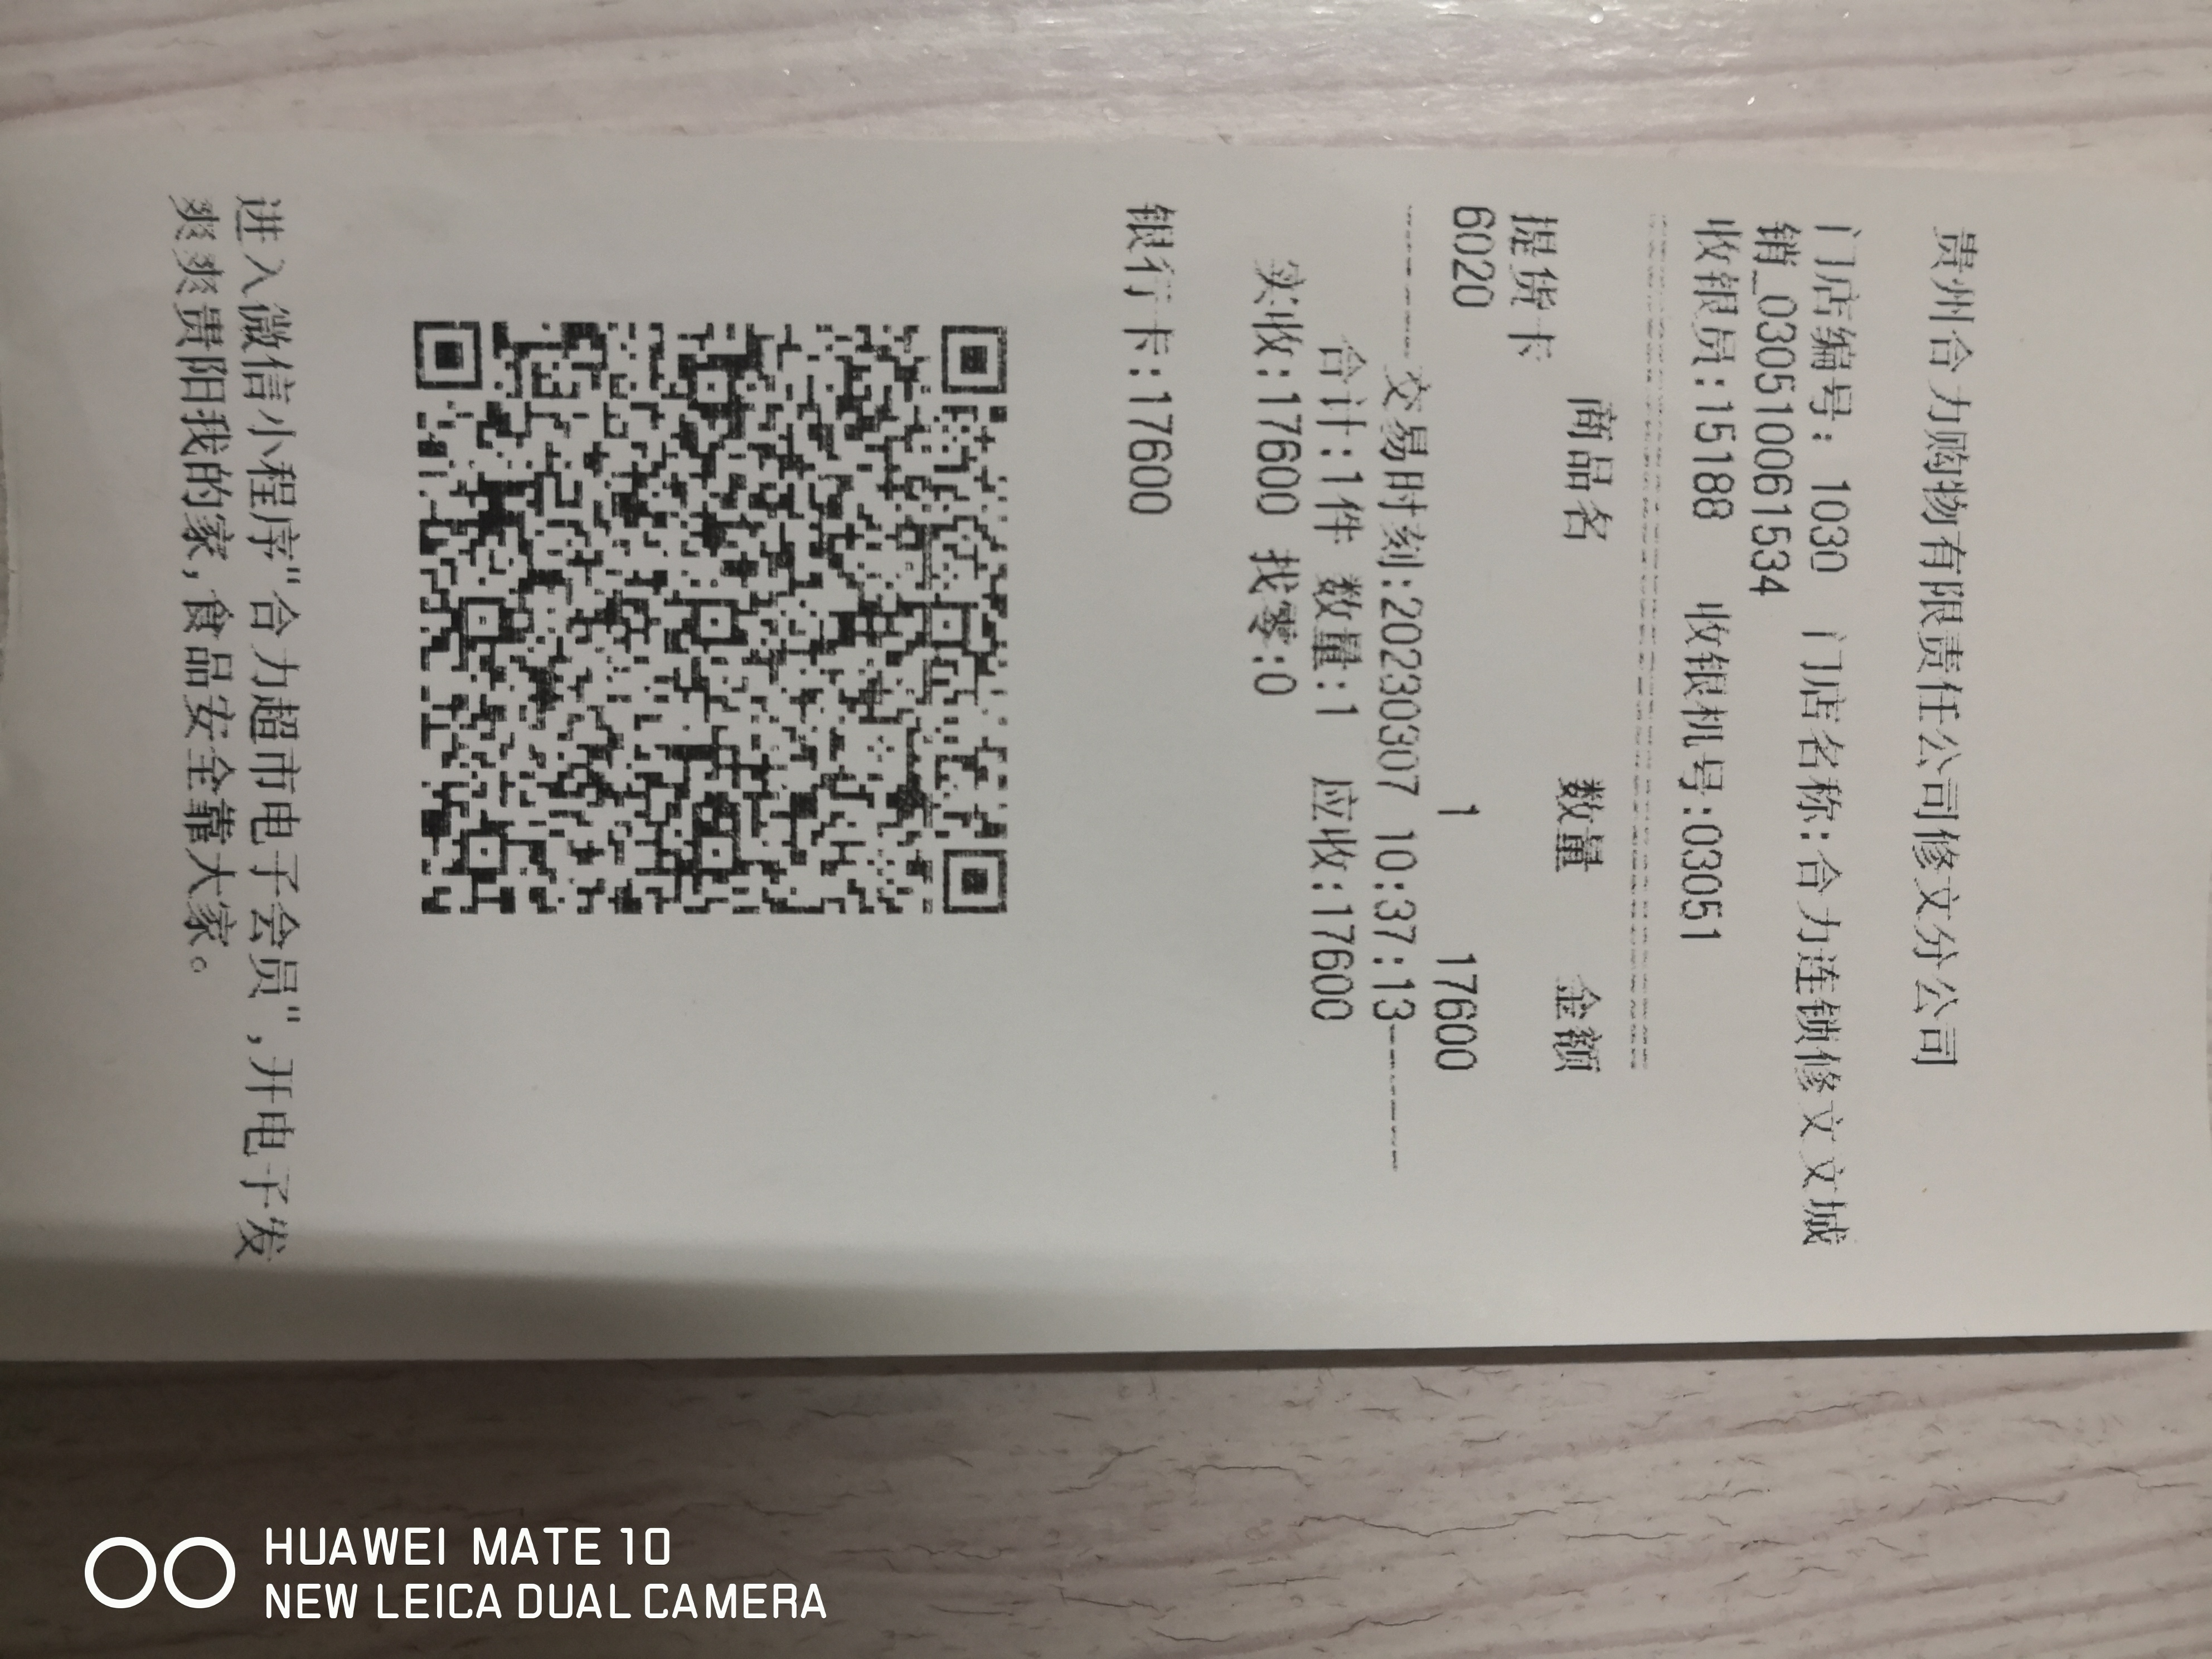 贵州合力购物有限责任公司修文分公司
门店编号: 1030 门店名称:合力连锁修文文城
销_030510061534
收银员:15188 收银机号:03051
商品名 数量 金额
提货卡
6020 1 17600
------交易时刻:20230307 10:37:13------
合计:1件 数量:1 应收:17600
实收:17600 找零:0
银行卡:17600
进入微信小程序"合力超市电子会员",开电子发
爽爽贵阳我的家,食品安全靠大家。
HUAWEI MATE 10
NEW LEICA DUAL CAMERA